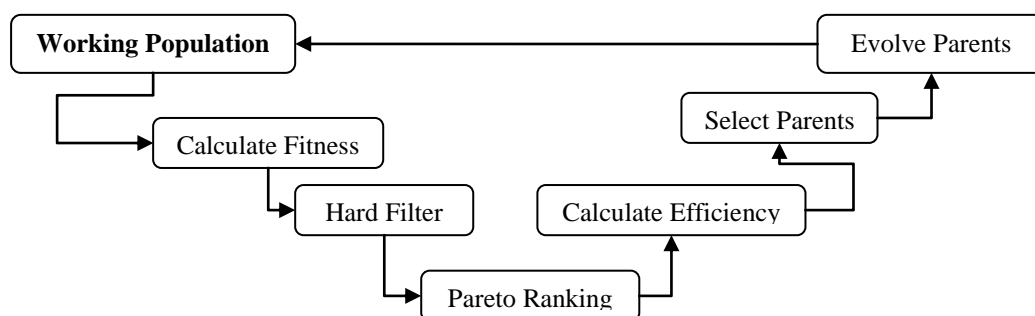 Working Population
Evolve Parents
Select Parents
Calculate Fitness
Hard Filter
Calculate Efficiency
Pareto Ranking